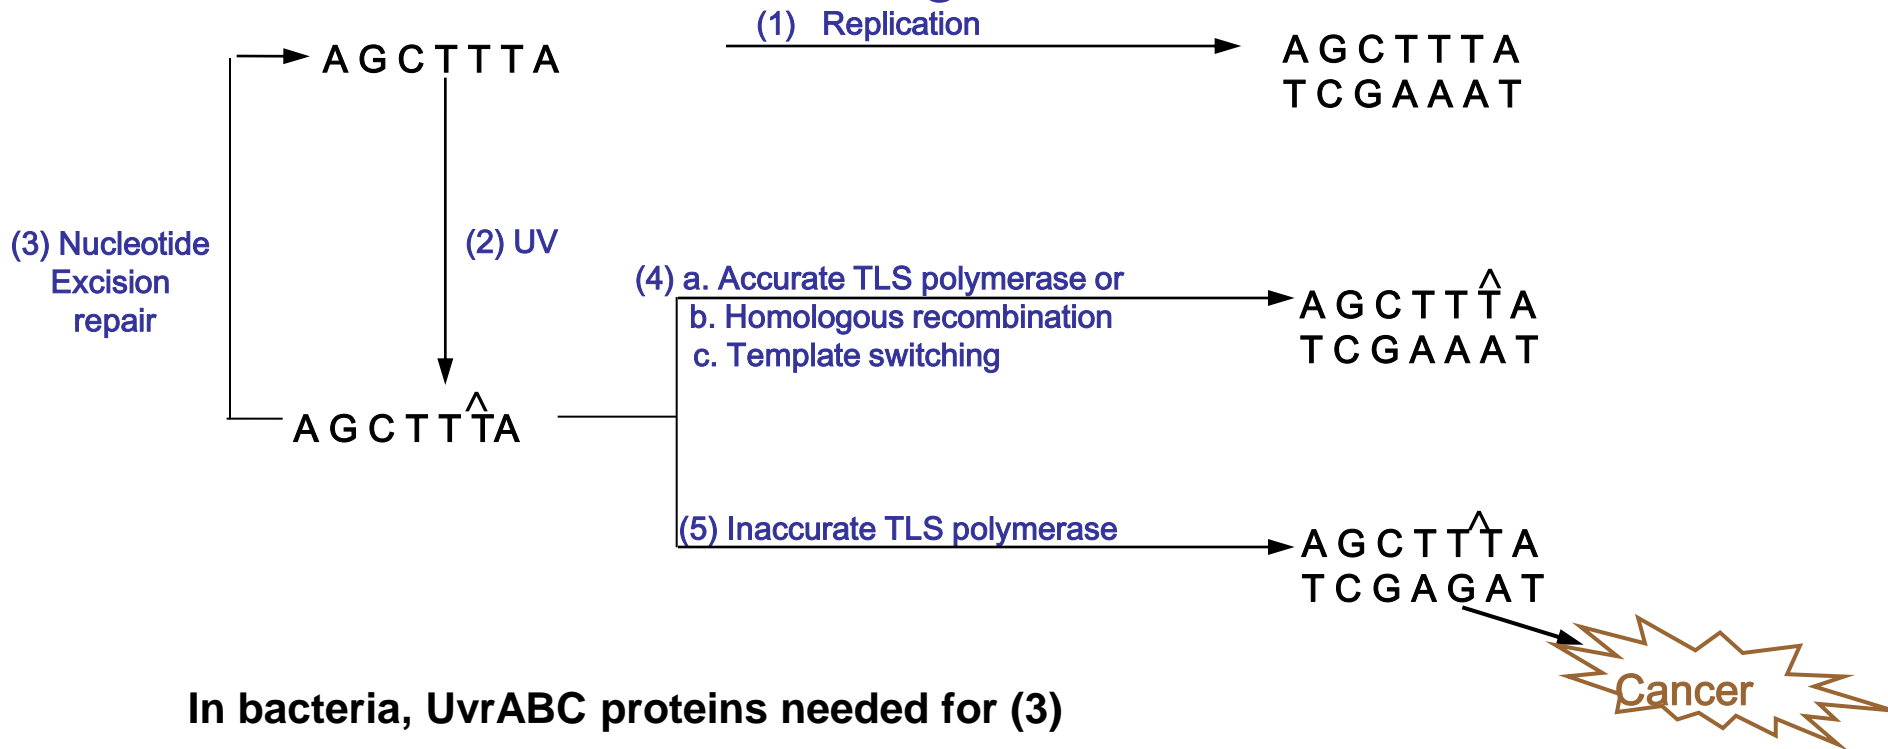 (1) Replication
A G C T T T A
A G C T T T A
T C G A A A T
(3) Nucleotide
Excision
repair
(2) UV
(4) a. Accurate TLS polymerase or
b. Homologous recombination
c. Template switching
^
A G C T T T A
T C G A A A T
^
A G C T T T A
(5) Inaccurate TLS polymerase
^
A G C T T T A
T C G A G A T
Cancer
In bacteria, UvrABC proteins needed for (3)